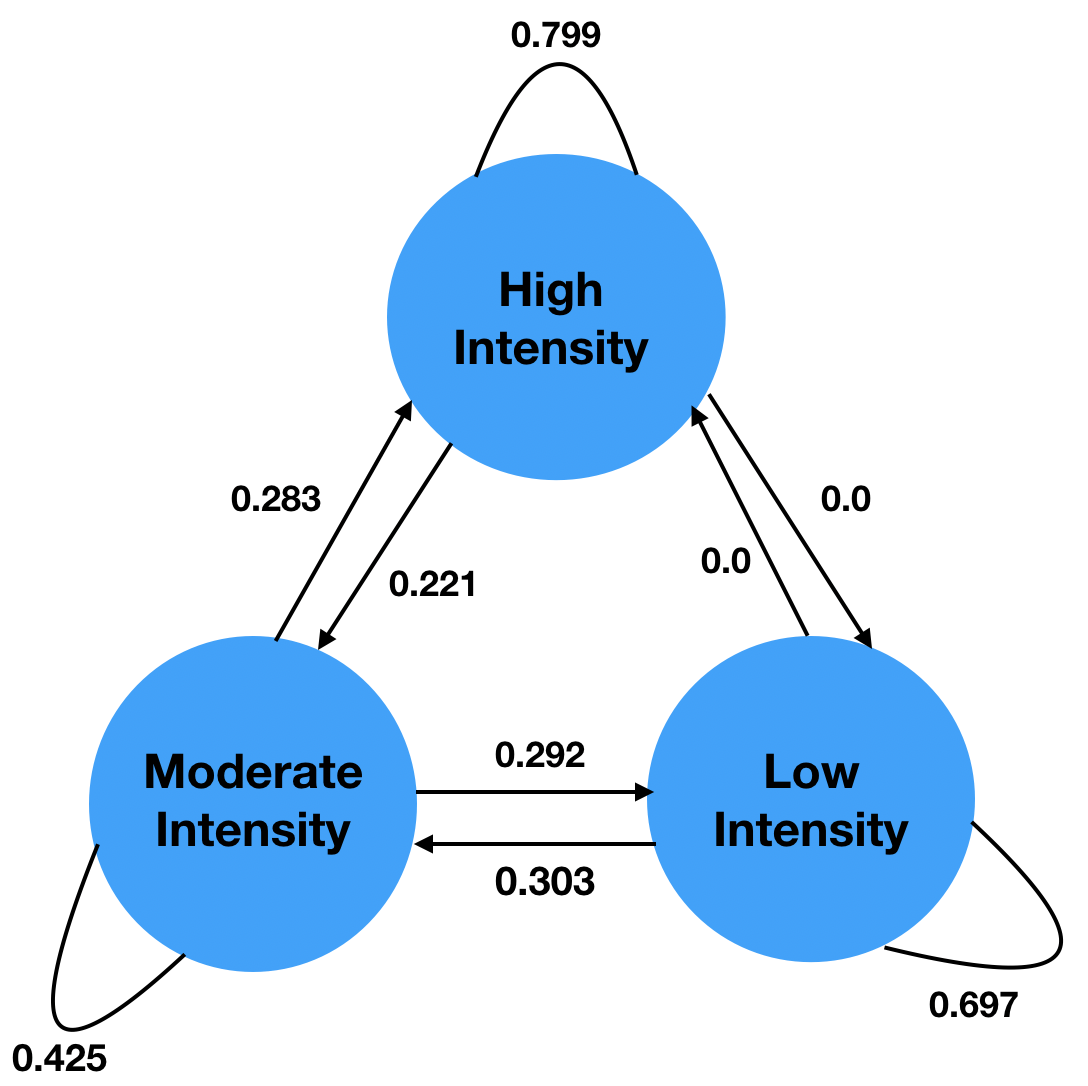 0.799
High
Intensity
0.283
0.221
0.0
0.0
Moderate
Intensity
0.292
0.303
Low
Intensity
0.425
0.697